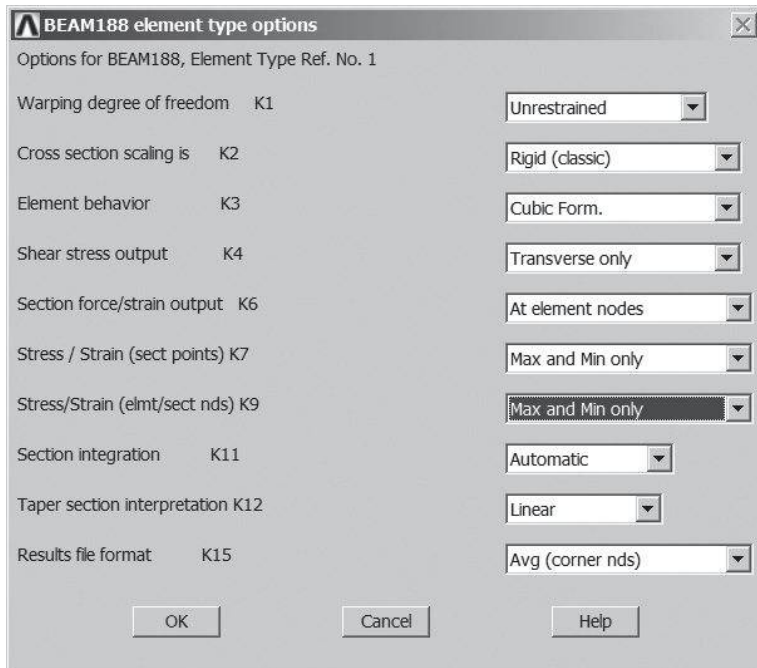 BEAM188 element type options
Options for BEAM188, Element Type Ref. No. 1
Warping degree of freedom K1 Unrestrained
Cross section scaling is K2 Rigid (classic)
Element behavior K3 Cubic Form.
Shear stress output K4 Transverse only
Section force/strain output K6 At element nodes
Stress / Strain (sect points) K7 Max and Min only
Stress/Strain (elmt/sect nds) K9 Max and Min only
Section integration K11 Automatic
Taper section interpretation K12 Linear
Results file format K15 Avg (corner nds)
OK Cancel Help